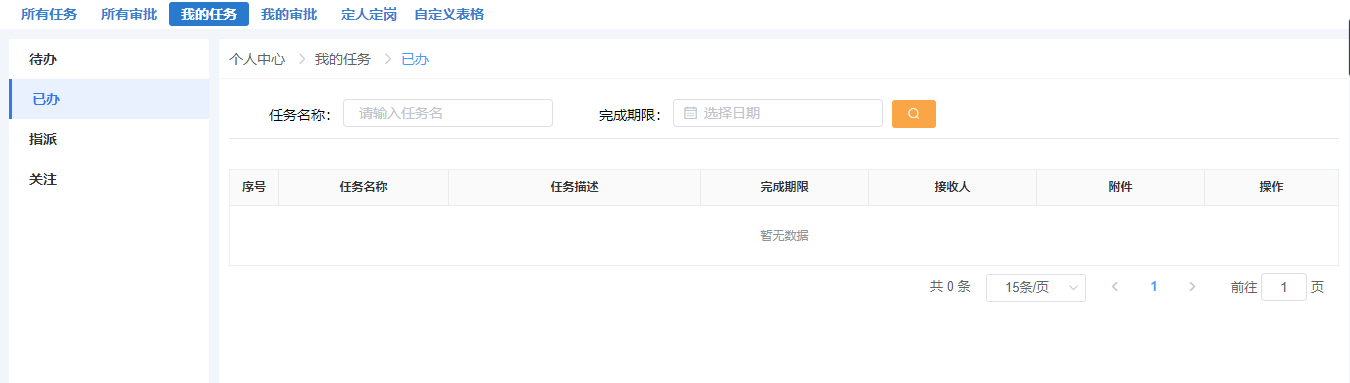 所有任务 所有审批 我的任务 我的审批 定人定岗 自定义表格
待办
已办
指派
关注
个人中心 我的任务 已办
任务名称： 请输入任务名 完成期限： 选择日期
序号 任务名称 任务描述 完成期限 接收人 附件 操作
暂无数据
共 0 条 15条/页 1 前往 1 页